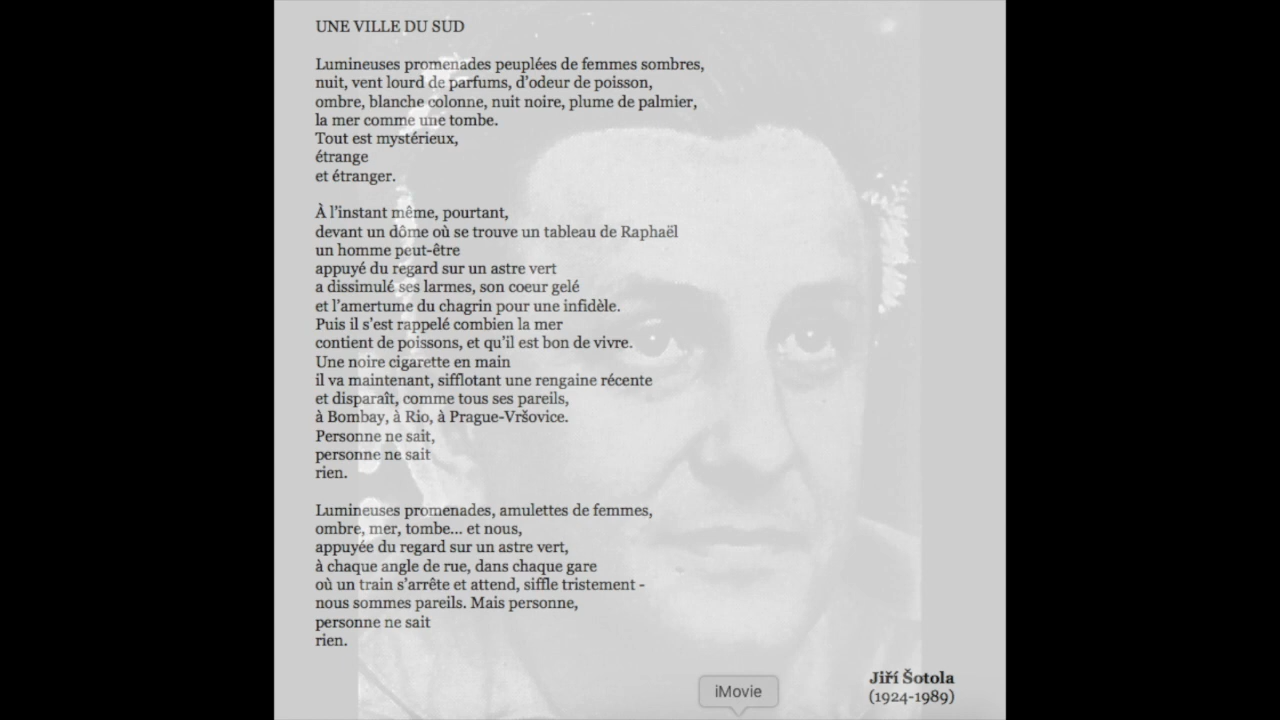 UNE VILLE DU SUD
Lumineuses promenades peuplées de femmes sombres,
nuit, vent lourd de parfums, d'odeur de poisson,
ombre, blanche colonne, nuit noire, plume de palmier,
la mer comme une tombe.
Tout est mystérieux,
étrange
et étranger.
À l'instant même, pourtant,
devant un dôme où se trouve un tableau de Raphaël
un homme peut-être
appuyé du regard sur un astre vert
a dissimulé ses larmes, son coeur gelé
et l'amertume du chagrin pour une infidèle.
Puis il s'est rappelé combien la mer
contient de poissons, et qu'il est bon de vivre.
Une noire cigarette en main
il va maintenant, sifflotant une rengaine récente
et disparaît, comme tous ses pareils,
à Bombay, à Rio, à Prague-Vršovice.
Personne ne sait,
personne ne sait
rien.
Lumineuses promenades, amulettes de femmes,
ombre, mer, tombe... et nous,
appuyée du regard sur un astre vert,
à chaque angle de rue, dans chaque gare
où un train s'arrête et attend, siffle tristement -
nous sommes pareils. Mais personne,
personne ne sait
rien.
Jiří Šotola
(1924-1989)
iMovie